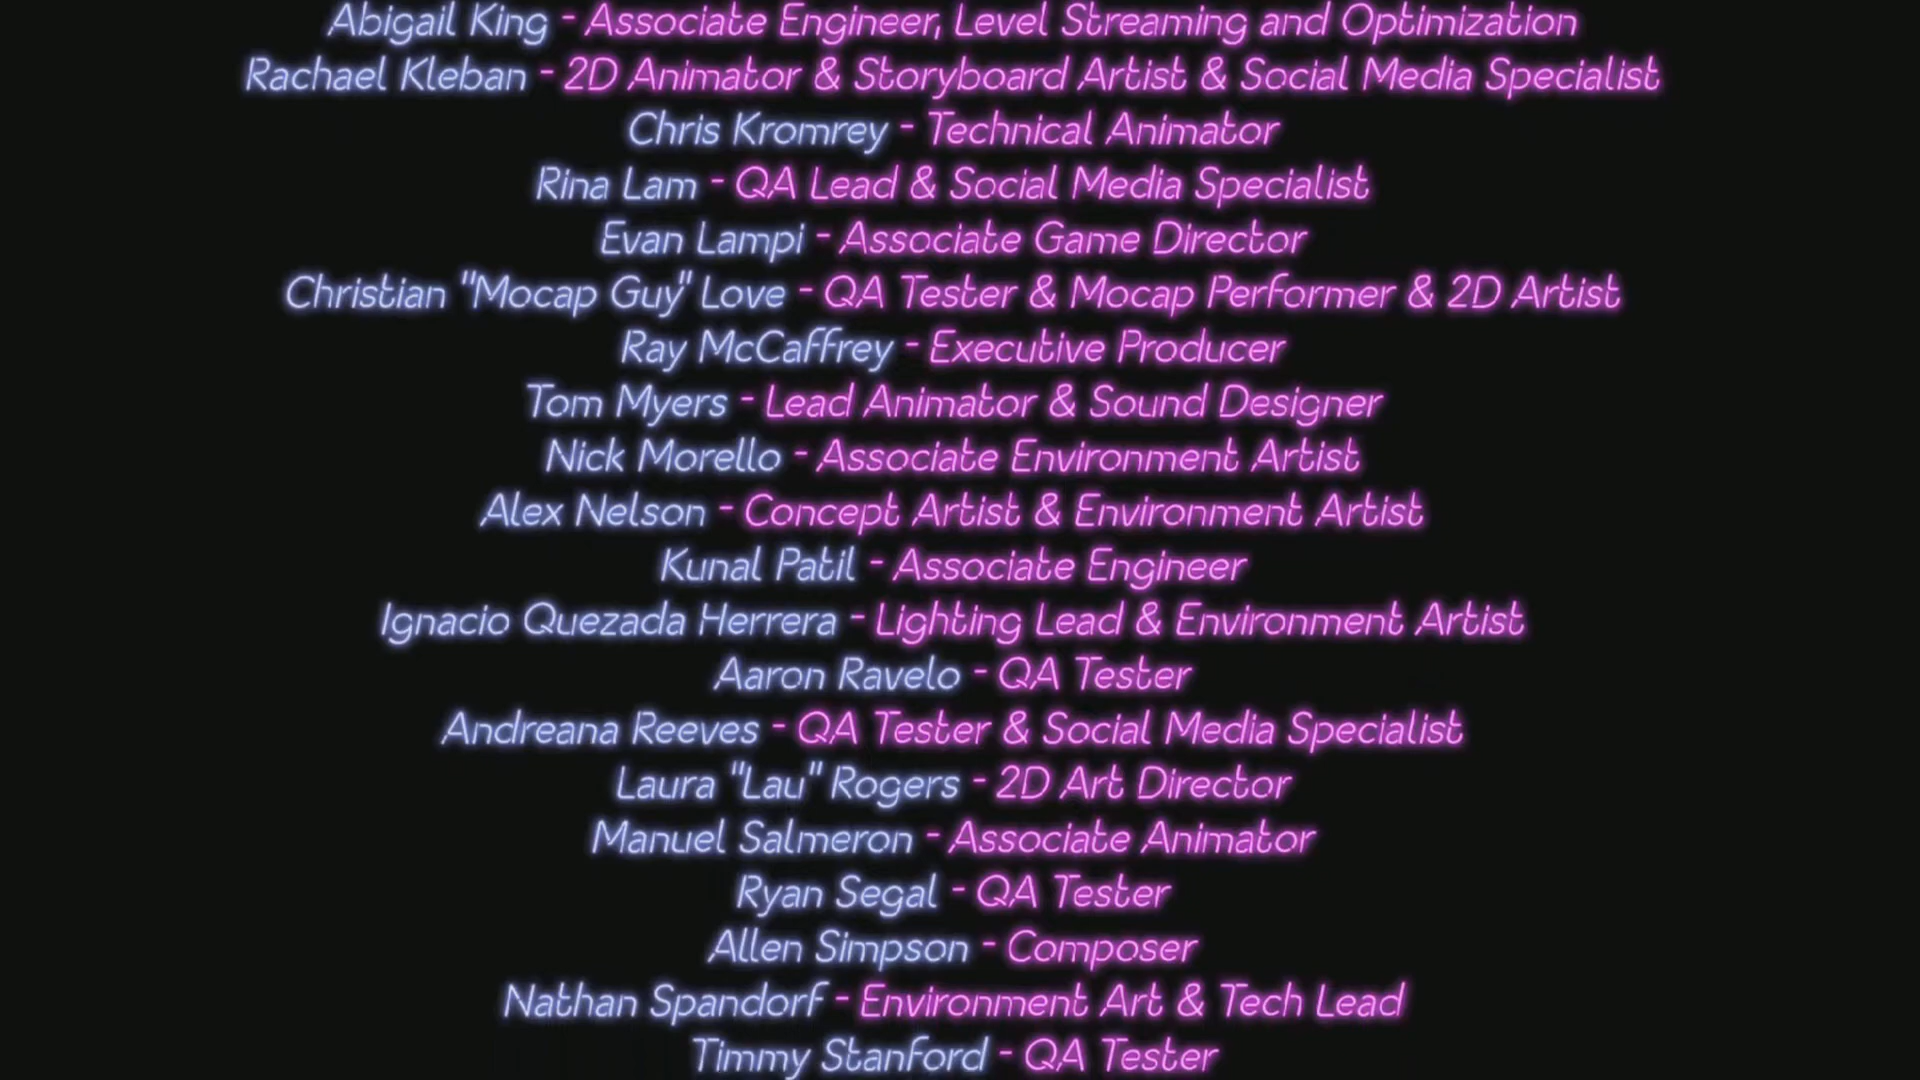 Abigail King - Associate Engineer, Level Streaming and Optimization
Rachael Kleban - 2D Animator & Storyboard Artist & Social Media Specialist
Chris Kromrey - Technical Animator
Rina Lam - QA Lead & Social Media Specialist
Evan Lampi - Associate Game Director
Christian "Mocap Guy" Love - QA Tester & Mocap Performer & 2D Artist
Ray McCaffrey - Executive Producer
Tom Myers - Lead Animator & Sound Designer
Nick Morello - Associate Environment Artist
Alex Nelson - Concept Artist & Environment Artist
Kunal Patil - Associate Engineer
Ignacio Quezada Herrera - Lighting Lead & Environment Artist
Aaron Ravelo - QA Tester
Andreana Reeves - QA Tester & Social Media Specialist
Laura "Lau" Rogers - 2D Art Director
Manuel Salmeron - Associate Animator
Ryan Segal - QA Tester
Allen Simpson - Composer
Nathan Spandorf - Environment Art & Tech Lead
Timmy Stanford - QA Tester